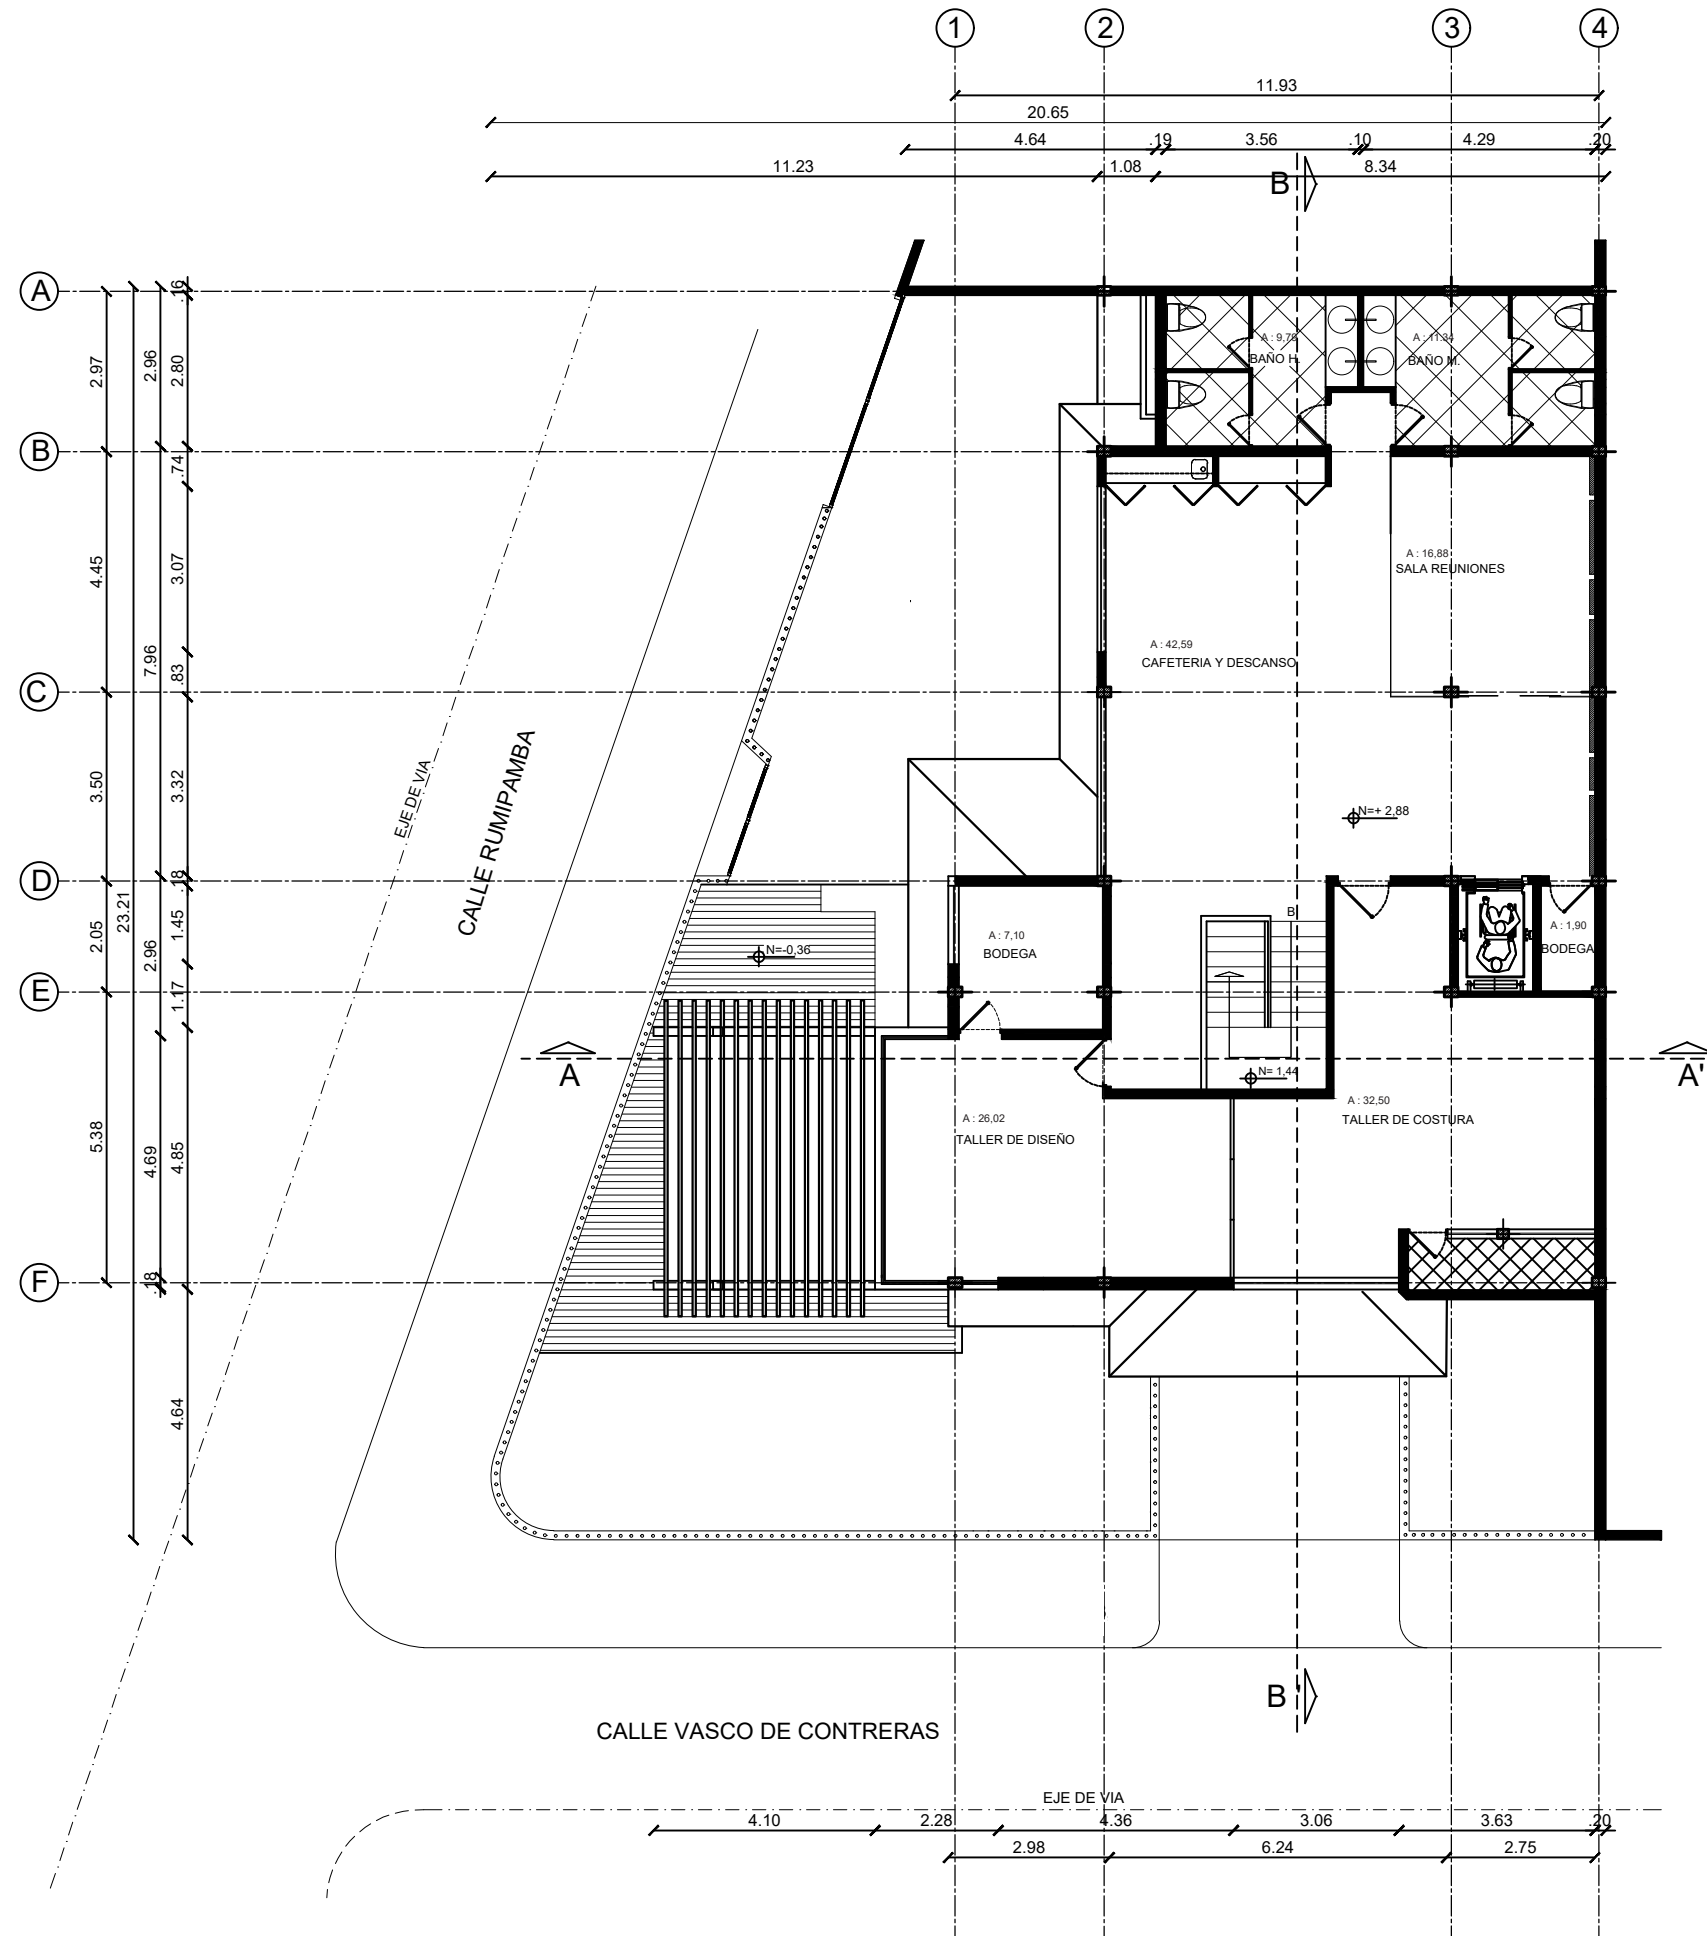 1
2
3
4
11.93
20.65
4.64
.19
3.56
.10
4.29
.20
11.23
1.08
8.34
B
A
.16
2.97
2.96
2.80
A : 9,76
BAÑO H.
A : 11.34
BAÑO M.
B
.74
4.45
7.96
3.07
.83
A : 16,88
SALA REUNIONES
A : 42,59
CAFETERIA Y DESCANSO
C
CALLE RUMIPAMBA
EJE DE VIA
3.50
3.32
N=+ 2,88
D
.18
23.21
2.05
2.96
1.45
1.17
N=-0,36
A : 7,10
BODEGA
B
A : 1,90
BODEGA
E
A
A'
N= 1,44
A : 26,02
TALLER DE DISEÑO
A : 32,50
TALLER DE COSTURA
5.38
4.69
4.85
F
.18
4.64
B'
CALLE VASCO DE CONTRERAS
EJE DE VIA
4.10
2.28
4.36
3.06
3.63
.20
2.98
6.24
2.75